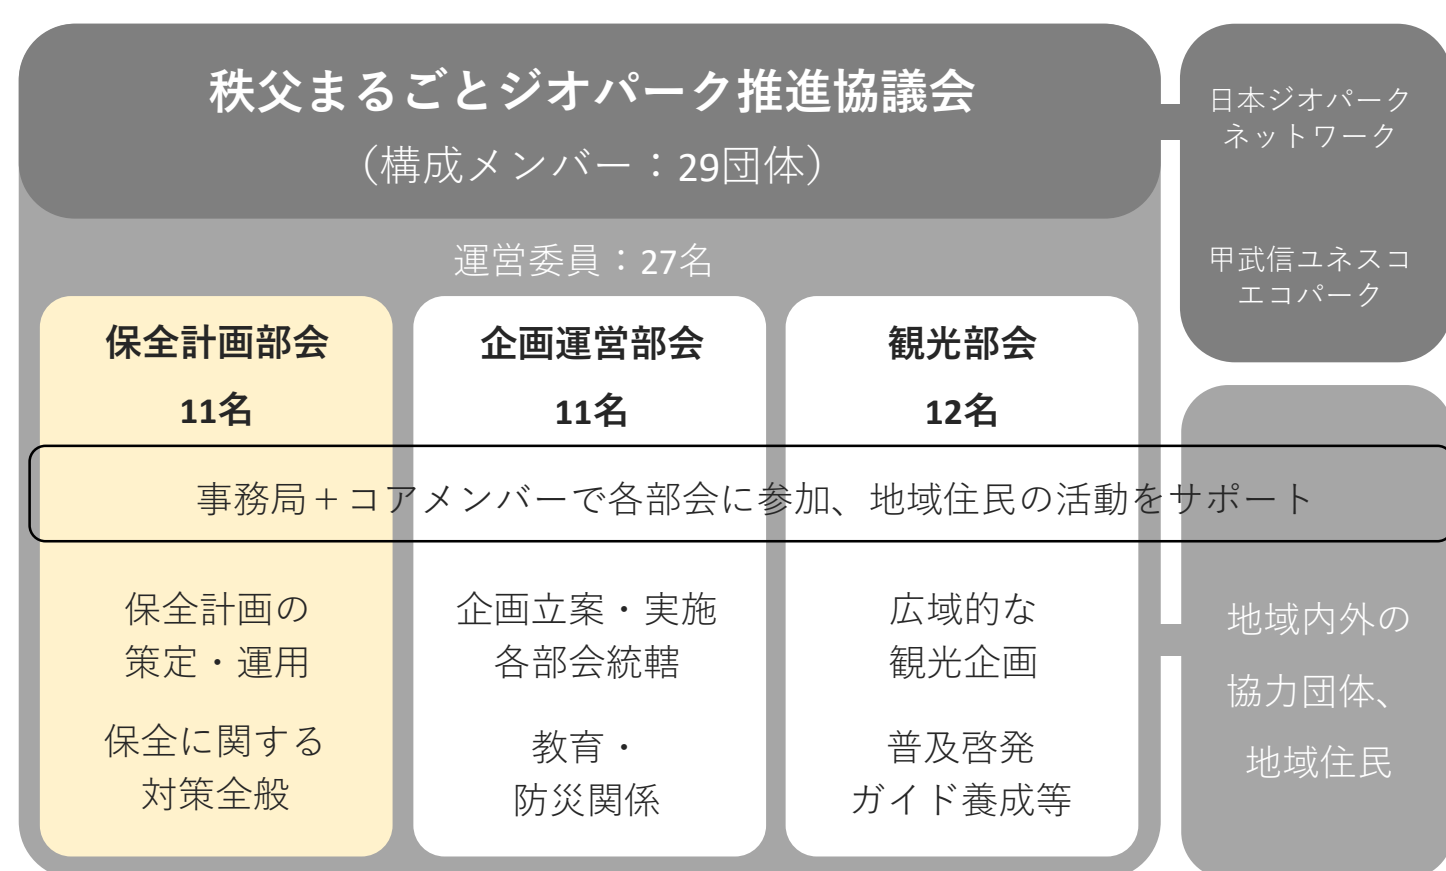 秩父まるごとジオパーク推進協議会
（構成メンバー：29団体）
日本ジオパーク
ネットワーク
甲武信ユネスコ
エコパーク
運営委員：27名
保全計画部会
11名
企画運営部会
11名
観光部会
12名
事務局＋コアメンバーで各部会に参加、地域住民の活動をサポート
保全計画の
策定・運用
保全に関する
対策全般
企画立案・実施
各部会統轄
教育・
防災関係
広域的な
観光企画
普及啓発
ガイド養成等
地域内外の
協力団体、
地域住民